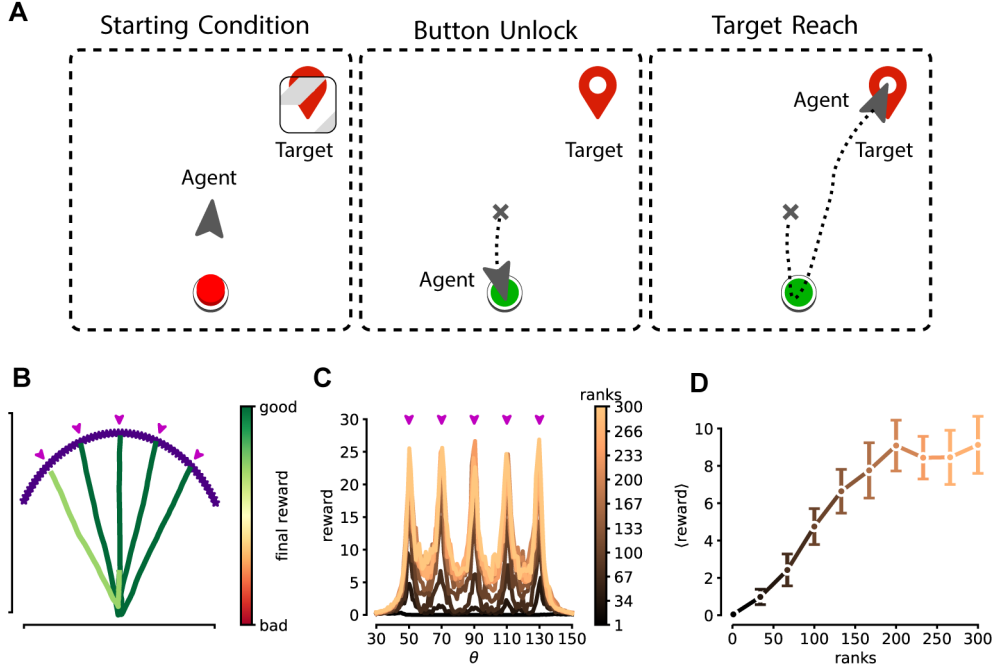 A
Starting Condition
Button Unlock
Target Reach
Target
Agent
Target
Agent
Agent
Target
B
good
final reward
bad
C
ranks
30
25
20
15
10
5
0
reward
30 50 70 90 110 130 150
θ
300
266
233
200
167
133
100
67
34
1
D
10
8
6
4
2
0
⟨reward⟩
0 50 100 150 200 250 300
ranks